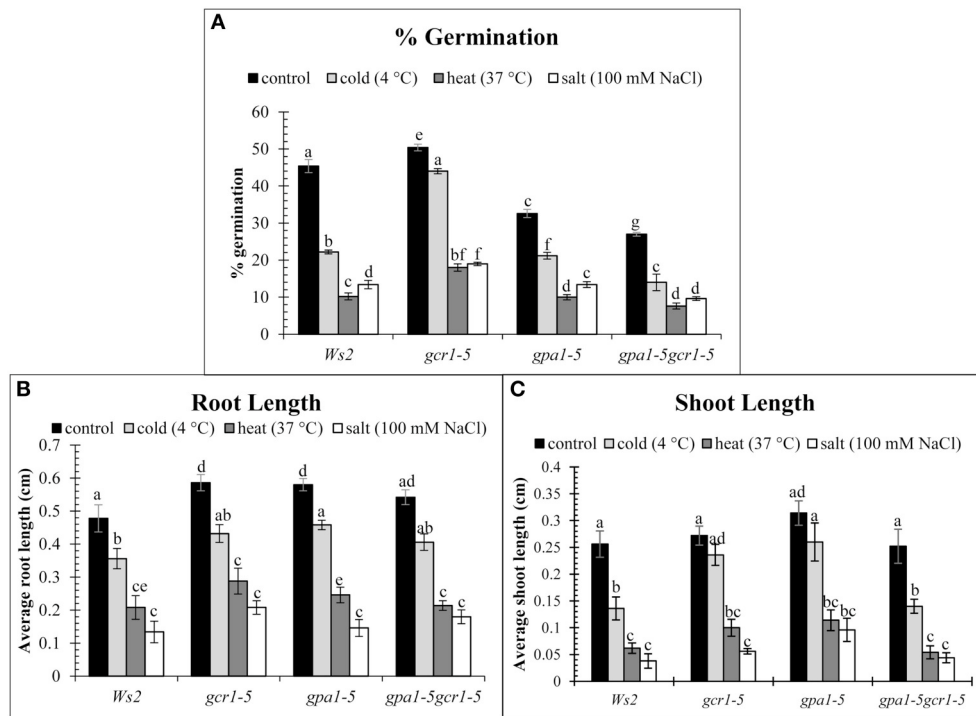 A
% Germination
control cold (4 °C) heat (37 °C) salt (100 mM NaCl)
60
50
40
30
20
10
0
% germination
a b c d
e a bf f
c f d c
g c d d
Ws2 gcr1-5 gpa1-5 gpa1-5gcr1-5
B
Root Length
control cold (4 °C) heat (37 °C) salt (100 mM NaCl)
0.7
0.6
0.5
0.4
0.3
0.2
0.1
0
Average root length (cm)
a b ce c
d ab c c
d a e c
ad ab c c
Ws2 gcr1-5 gpa1-5 gpa1-5gcr1-5
C
Shoot Length
control cold (4 °C) heat (37 °C) salt (100 mM NaCl)
0.4
0.35
0.3
0.25
0.2
0.15
0.1
0.05
0
Average shoot length (cm)
a b c c
a ad bc c
ad a bc bc
a b c c
Ws2 gcr1-5 gpa1-5 gpa1-5gcr1-5